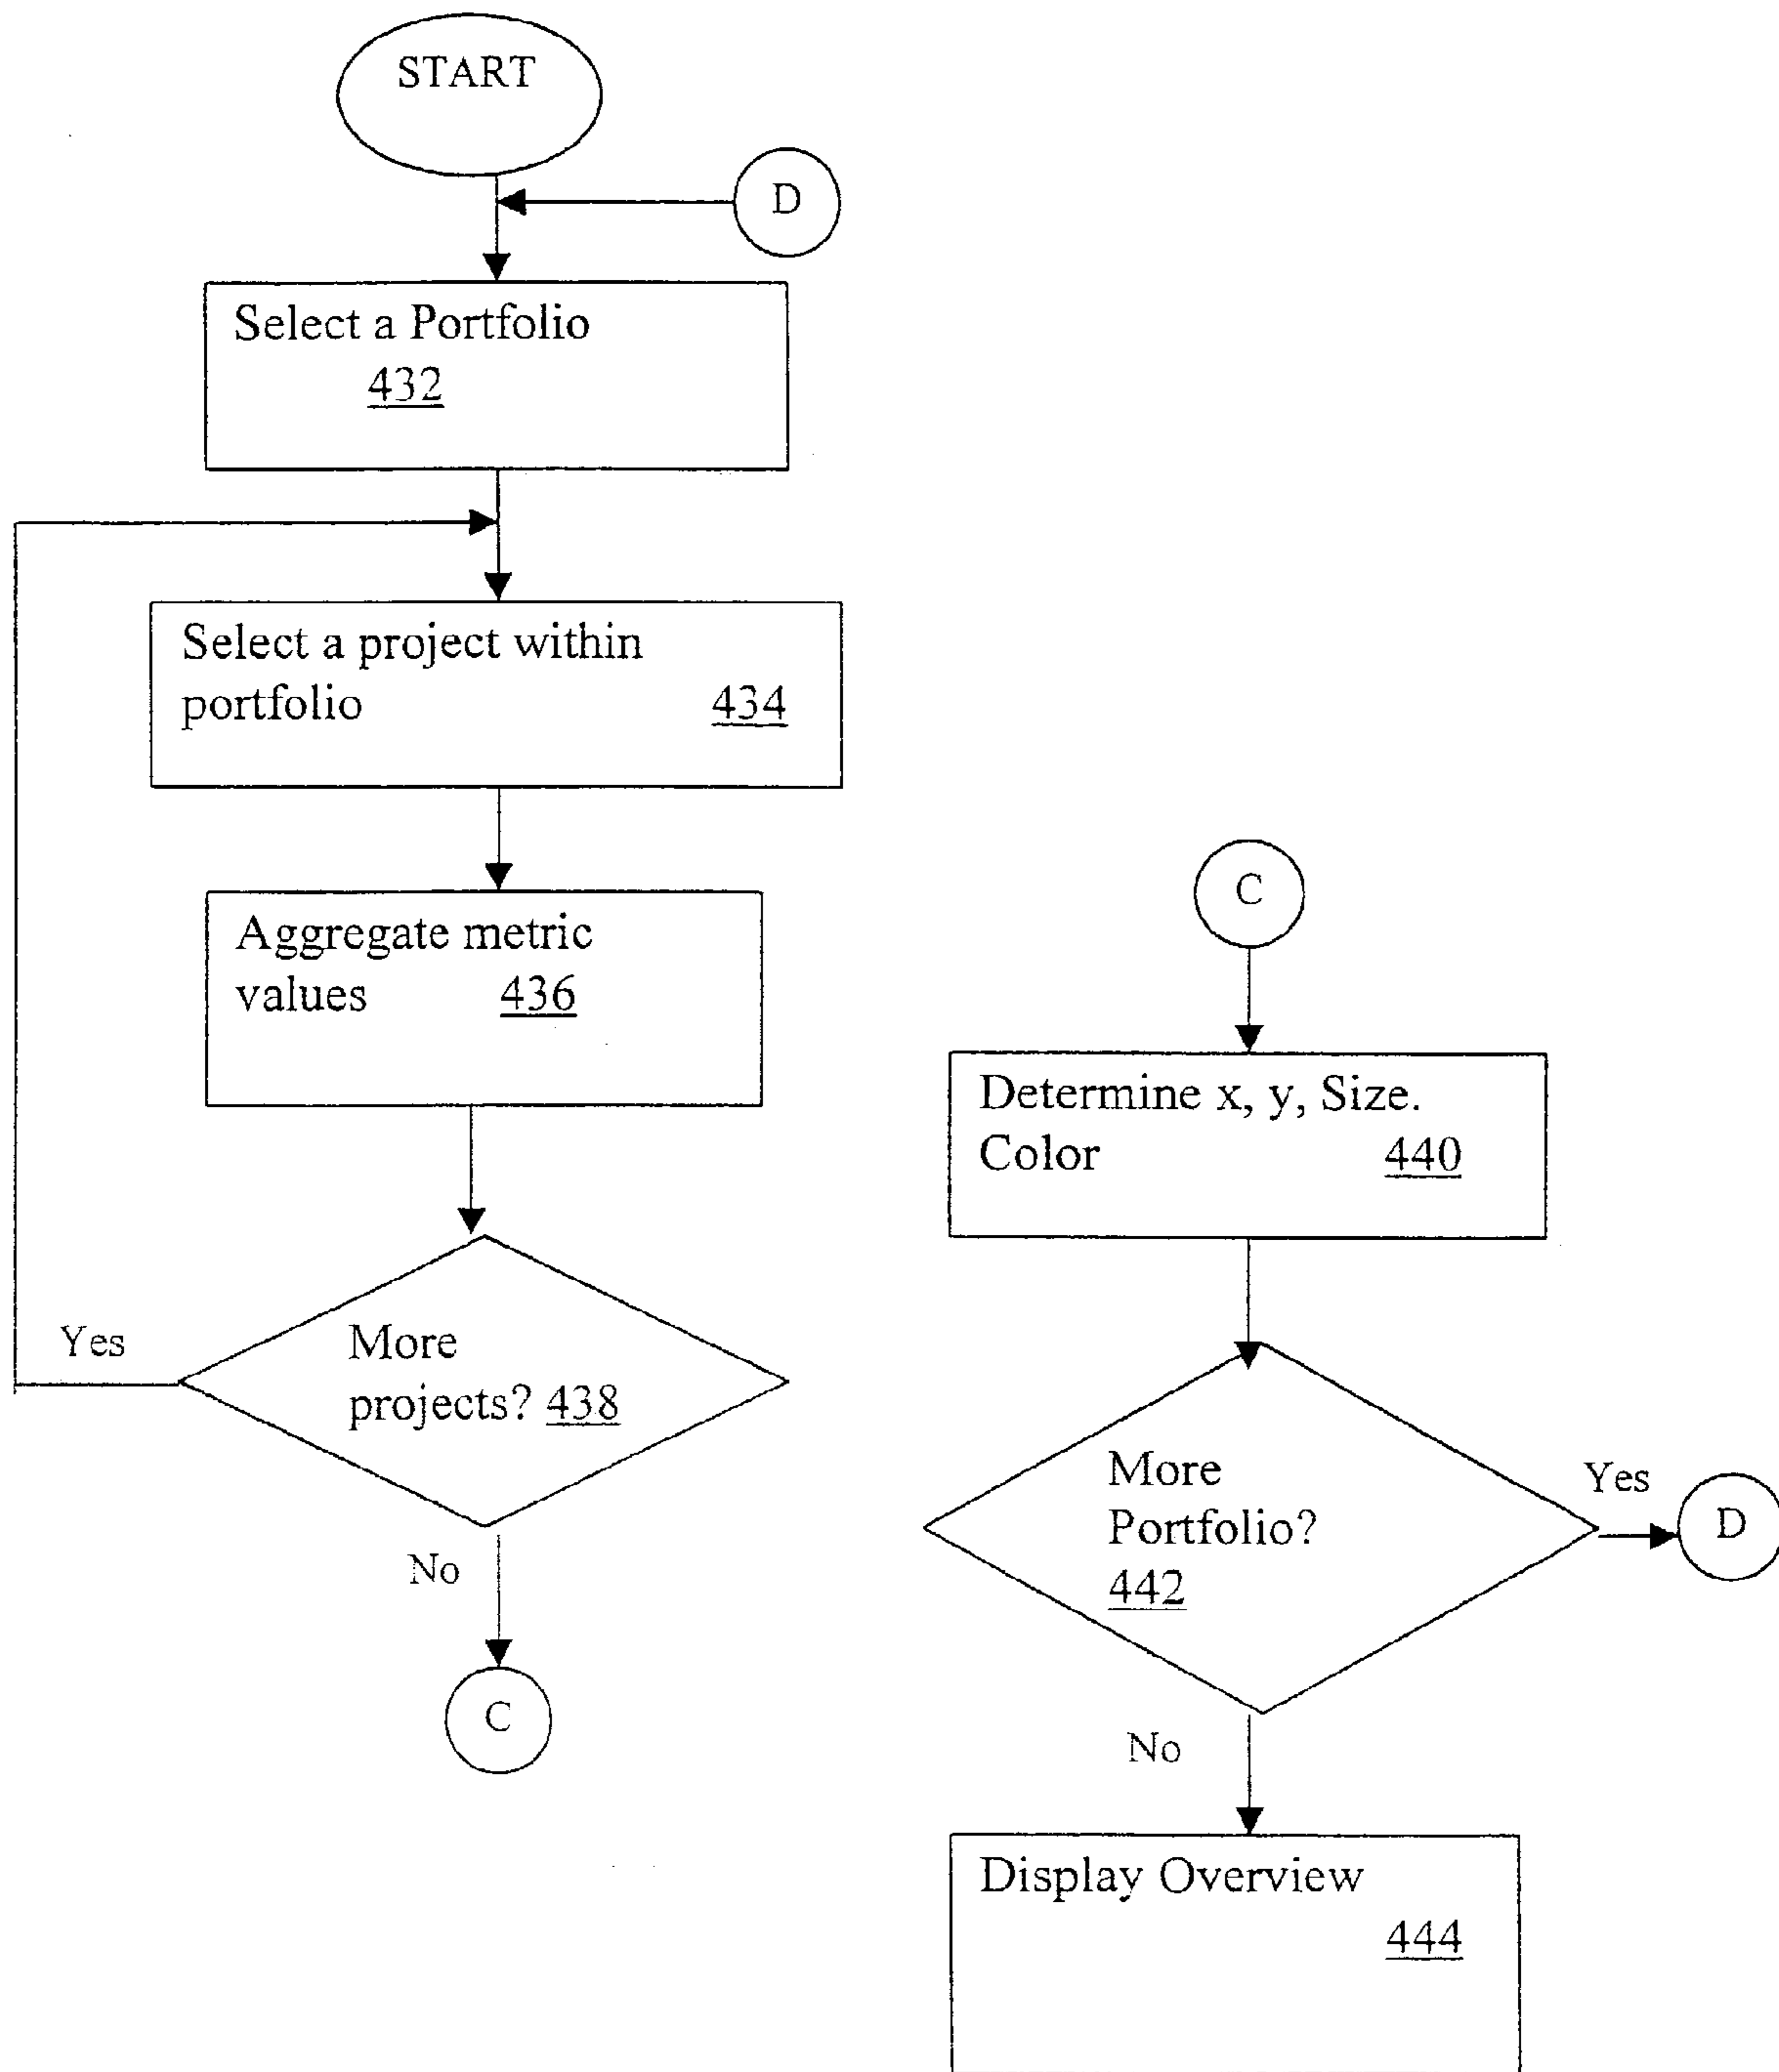 START
D
Select a Portfolio
432
Select a project within
portfolio 434
Aggregate metric
values 436
Yes
More
projects? 438
No
C
C
Determine x, y, Size.
Color 440
More
Portfolio?
442
Yes
D
No
Display Overview
444